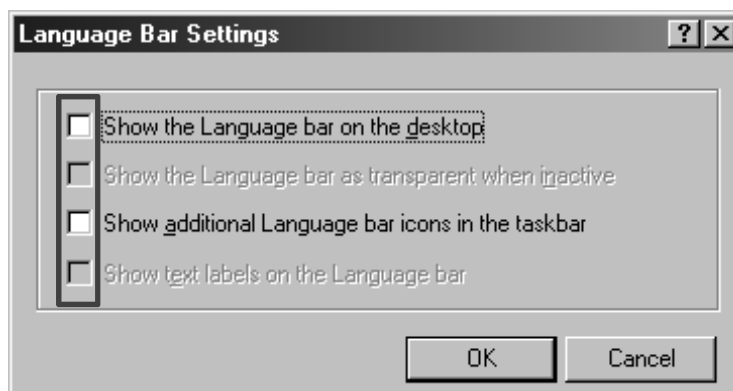 Language Bar Settings
Show the Language bar on the desktop
Show the Language bar as transparent when inactive
Show additional Language bar icons in the taskbar
Show text labels on the Language bar
OK Cancel